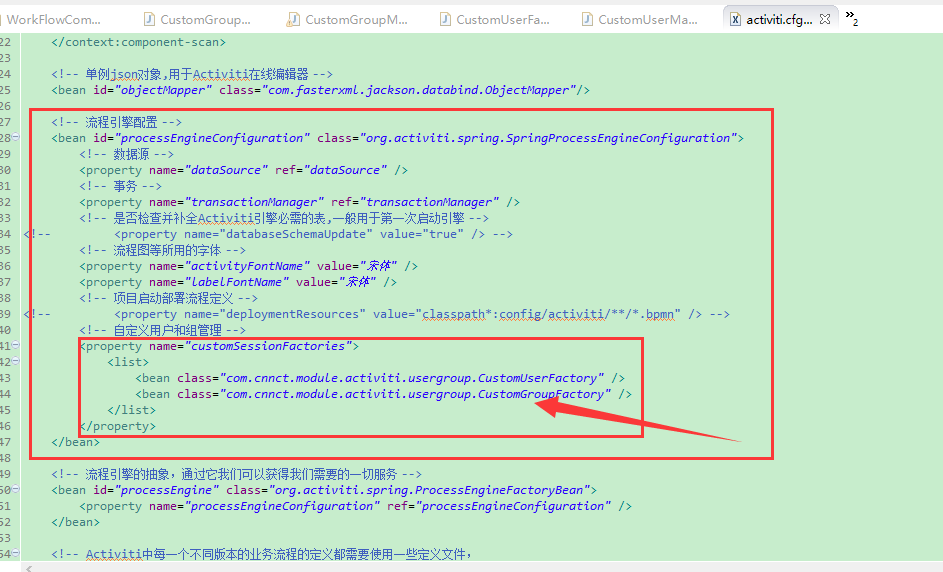 WorkFlowCom...
CustomGroup...
CustomGroupM...
CustomUserFa...
CustomUserMa...
activiti.cfg...
»2
22 </context:component-scan>
23
24 <!-- 单例json对象,用于Activiti在线编辑器 -->
25 <bean id="objectMapper" class="com.fasterxml.jackson.databind.ObjectMapper"/>
26
27 <!-- 流程引擎配置 -->
28 <bean id="processEngineConfiguration" class="org.activiti.spring.SpringProcessEngineConfiguration">
29 <!-- 数据源 -->
30 <property name="dataSource" ref="dataSource" />
31 <!-- 事务 -->
32 <property name="transactionManager" ref="transactionManager" />
33 <!-- 是否检查并补全Activiti引擎必需的表,一般用于第一次启动引擎 -->
34 <!-- <property name="databaseSchemaUpdate" value="true" /> -->
35 <!-- 流程图等所用的字体 -->
36 <property name="activityFontName" value="宋体" />
37 <property name="labelFontName" value="宋体" />
38 <!-- 项目启动部署流程定义 -->
39 <!-- <property name="deploymentResources" value="classpath*:config/activiti/**/*.bpmn" /> -->
40 <!-- 自定义用户和组管理 -->
41 <property name="customSessionFactories">
42 <list>
43 <bean class="com.cnnct.module.activiti.usergroup.CustomUserFactory" />
44 <bean class="com.cnnct.module.activiti.usergroup.CustomGroupFactory" />
45 </list>
46 </property>
47 </bean>
48
49 <!-- 流程引擎的抽象，通过它我们可以获得我们需要的一切服务 -->
50 <bean id="processEngine" class="org.activiti.spring.ProcessEngineFactoryBean">
51 <property name="processEngineConfiguration" ref="processEngineConfiguration" />
52 </bean>
53
54 <!-- Activiti中每一个不同版本的业务流程的定义都需要使用一些定义文件，